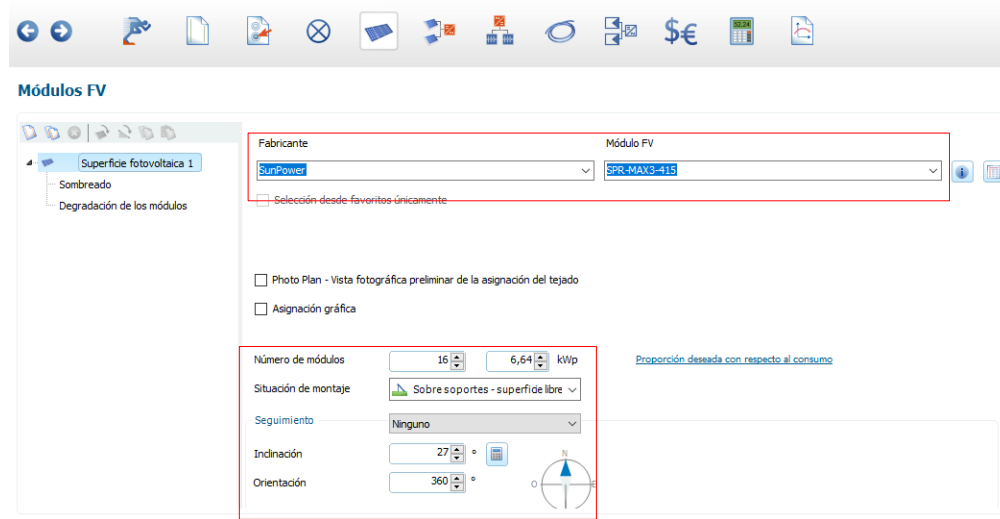 $€
52,24
Módulos FV
Superficie fotovoltaica 1
Sombreado
Degradación de los módulos
Fabricante
Módulo FV
SunPower
SPR-MAX3-415
Selección desde favoritos únicamente
Photo Plan - Vista fotográfica preliminar de la asignación del tejado
Asignación gráfica
Número de módulos
16
6,64
kWp
Proporción deseada con respecto al consumo
Situación de montaje
Sobre soportes - superficie libre
Seguimiento
Ninguno
Inclinación
27
°
N
Orientación
360
°
O
E